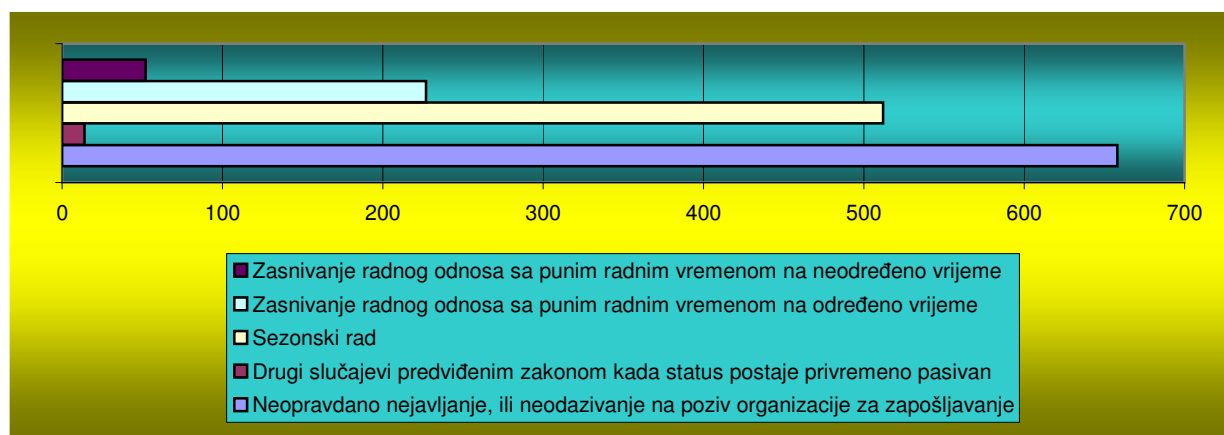 0 100 200 300 400 500 600 700
Zasnivanje radnog odnosa sa punim radnim vremenom na neodređeno vrijeme
Zasnivanje radnog odnosa sa punim radnim vremenom na određeno vrijeme
Sezonski rad
Drugi slučajevi predviđenim zakonom kada status postaje privremeno pasivan
Neopravdano nejavljanje, ili neodazivanje na poziv organizacije za zapošljavanje